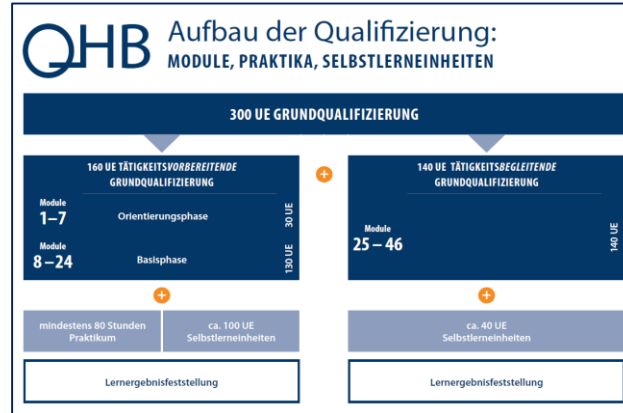 QHB
Aufbau der Qualifizierung:
MODULE, PRAKTIKA, SELBSTLERNEINHEITEN
300 UE GRUNDQUALIFIZIERUNG
160 UE TÄTIGKEITSVORBEREITENDE
GRUNDQUALIFIZIERUNG
Module
1–7
Orientierungsphase
30 UE
Module
8–24
Basisphase
130 UE
+
140 UE TÄTIGKEITSBEGLEITENDE
GRUNDQUALIFIZIERUNG
Module
25–46
140 UE
+
mindestens 80 Stunden
Praktikum
ca. 100 UE
Selbstlerneinheiten
+
ca. 40 UE
Selbstlerneinheiten
Lernergebnisfeststellung
Lernergebnisfeststellung